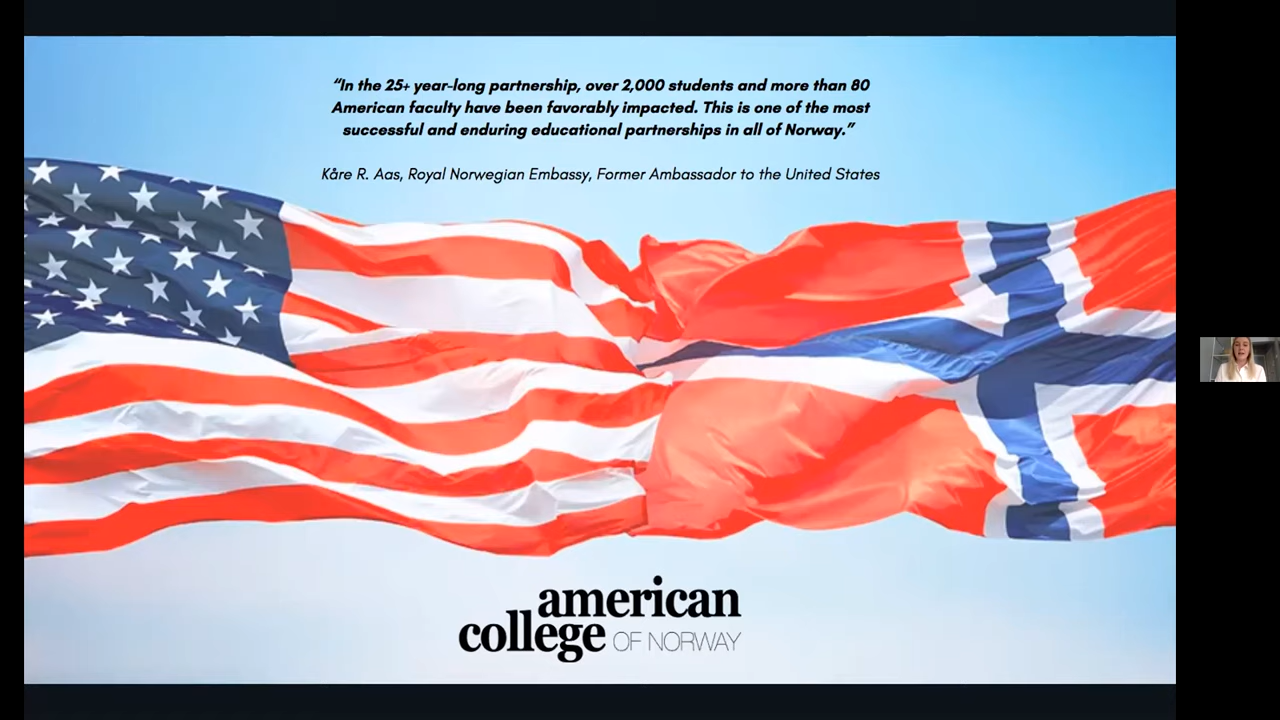 “In the 25+ year-long partnership, over 2,000 students and more than 80
American faculty have been favorably impacted. This is one of the most
successful and enduring educational partnerships in all of Norway.”
Kåre R. Aas, Royal Norwegian Embassy, Former Ambassador to the United States
american
college OF NORWAY